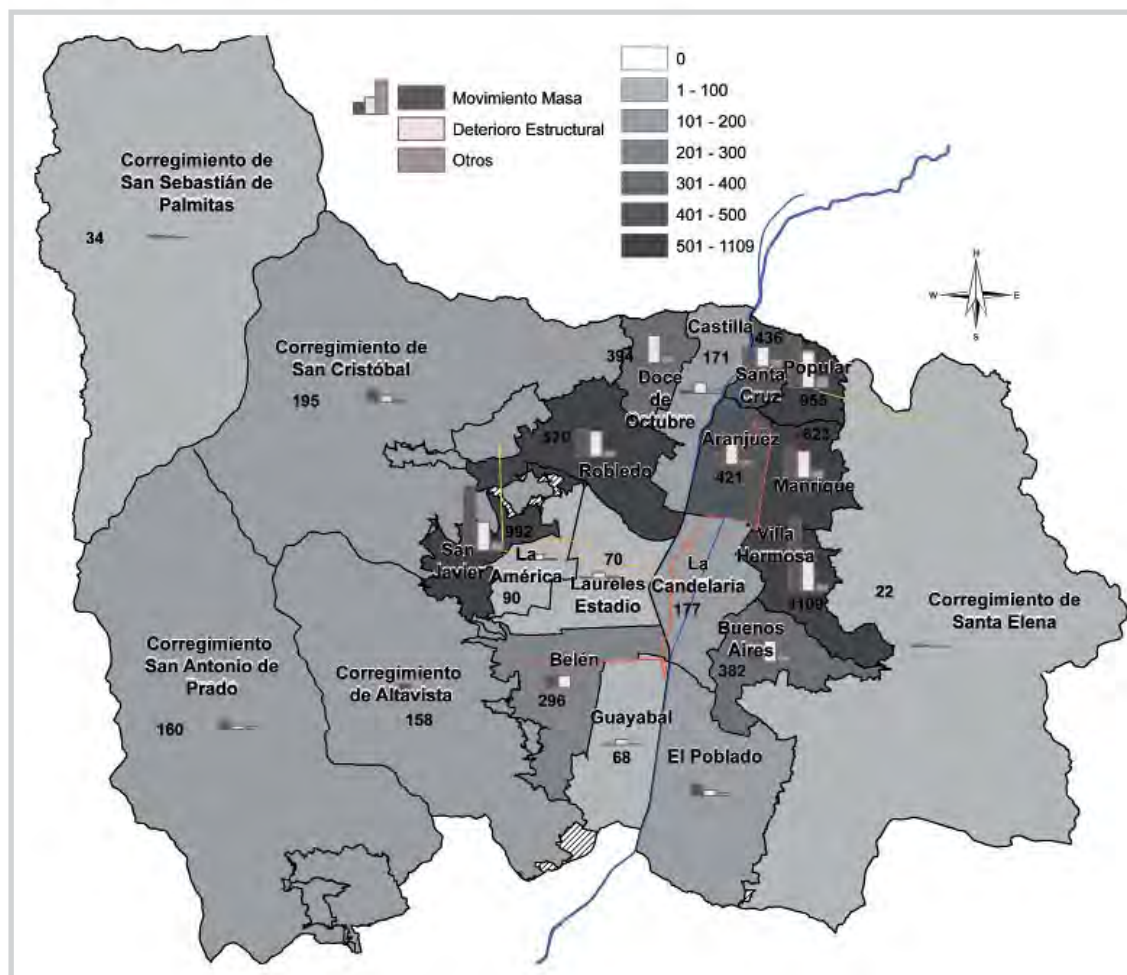 0
1 - 100
101 - 200
201 - 300
301 - 400
401 - 500
501 - 1109
Movimiento Masa
Deterioro Estructural
Otros
Corregimiento de
San Sebastián de
Palmitas
34
N
W E
S
Corregimiento de
San Cristóbal
195
394
Doce
de
Octubre
Castilla
171
436
Santa
Cruz
Popular
955
623
Manrique
Aranjuez
421
570
Robledo
992
San
Javier
La
América
90
70
Laureles
Estadio
La
Candelaria
177
Villa
Hermosa
1109
22
Corregimiento de
Santa Elena
Buenos
Aires
382
Belén
296
Corregimiento
San Antonio de
Prado
160
Corregimiento
de Altavista
158
Guayabal
68
El Poblado